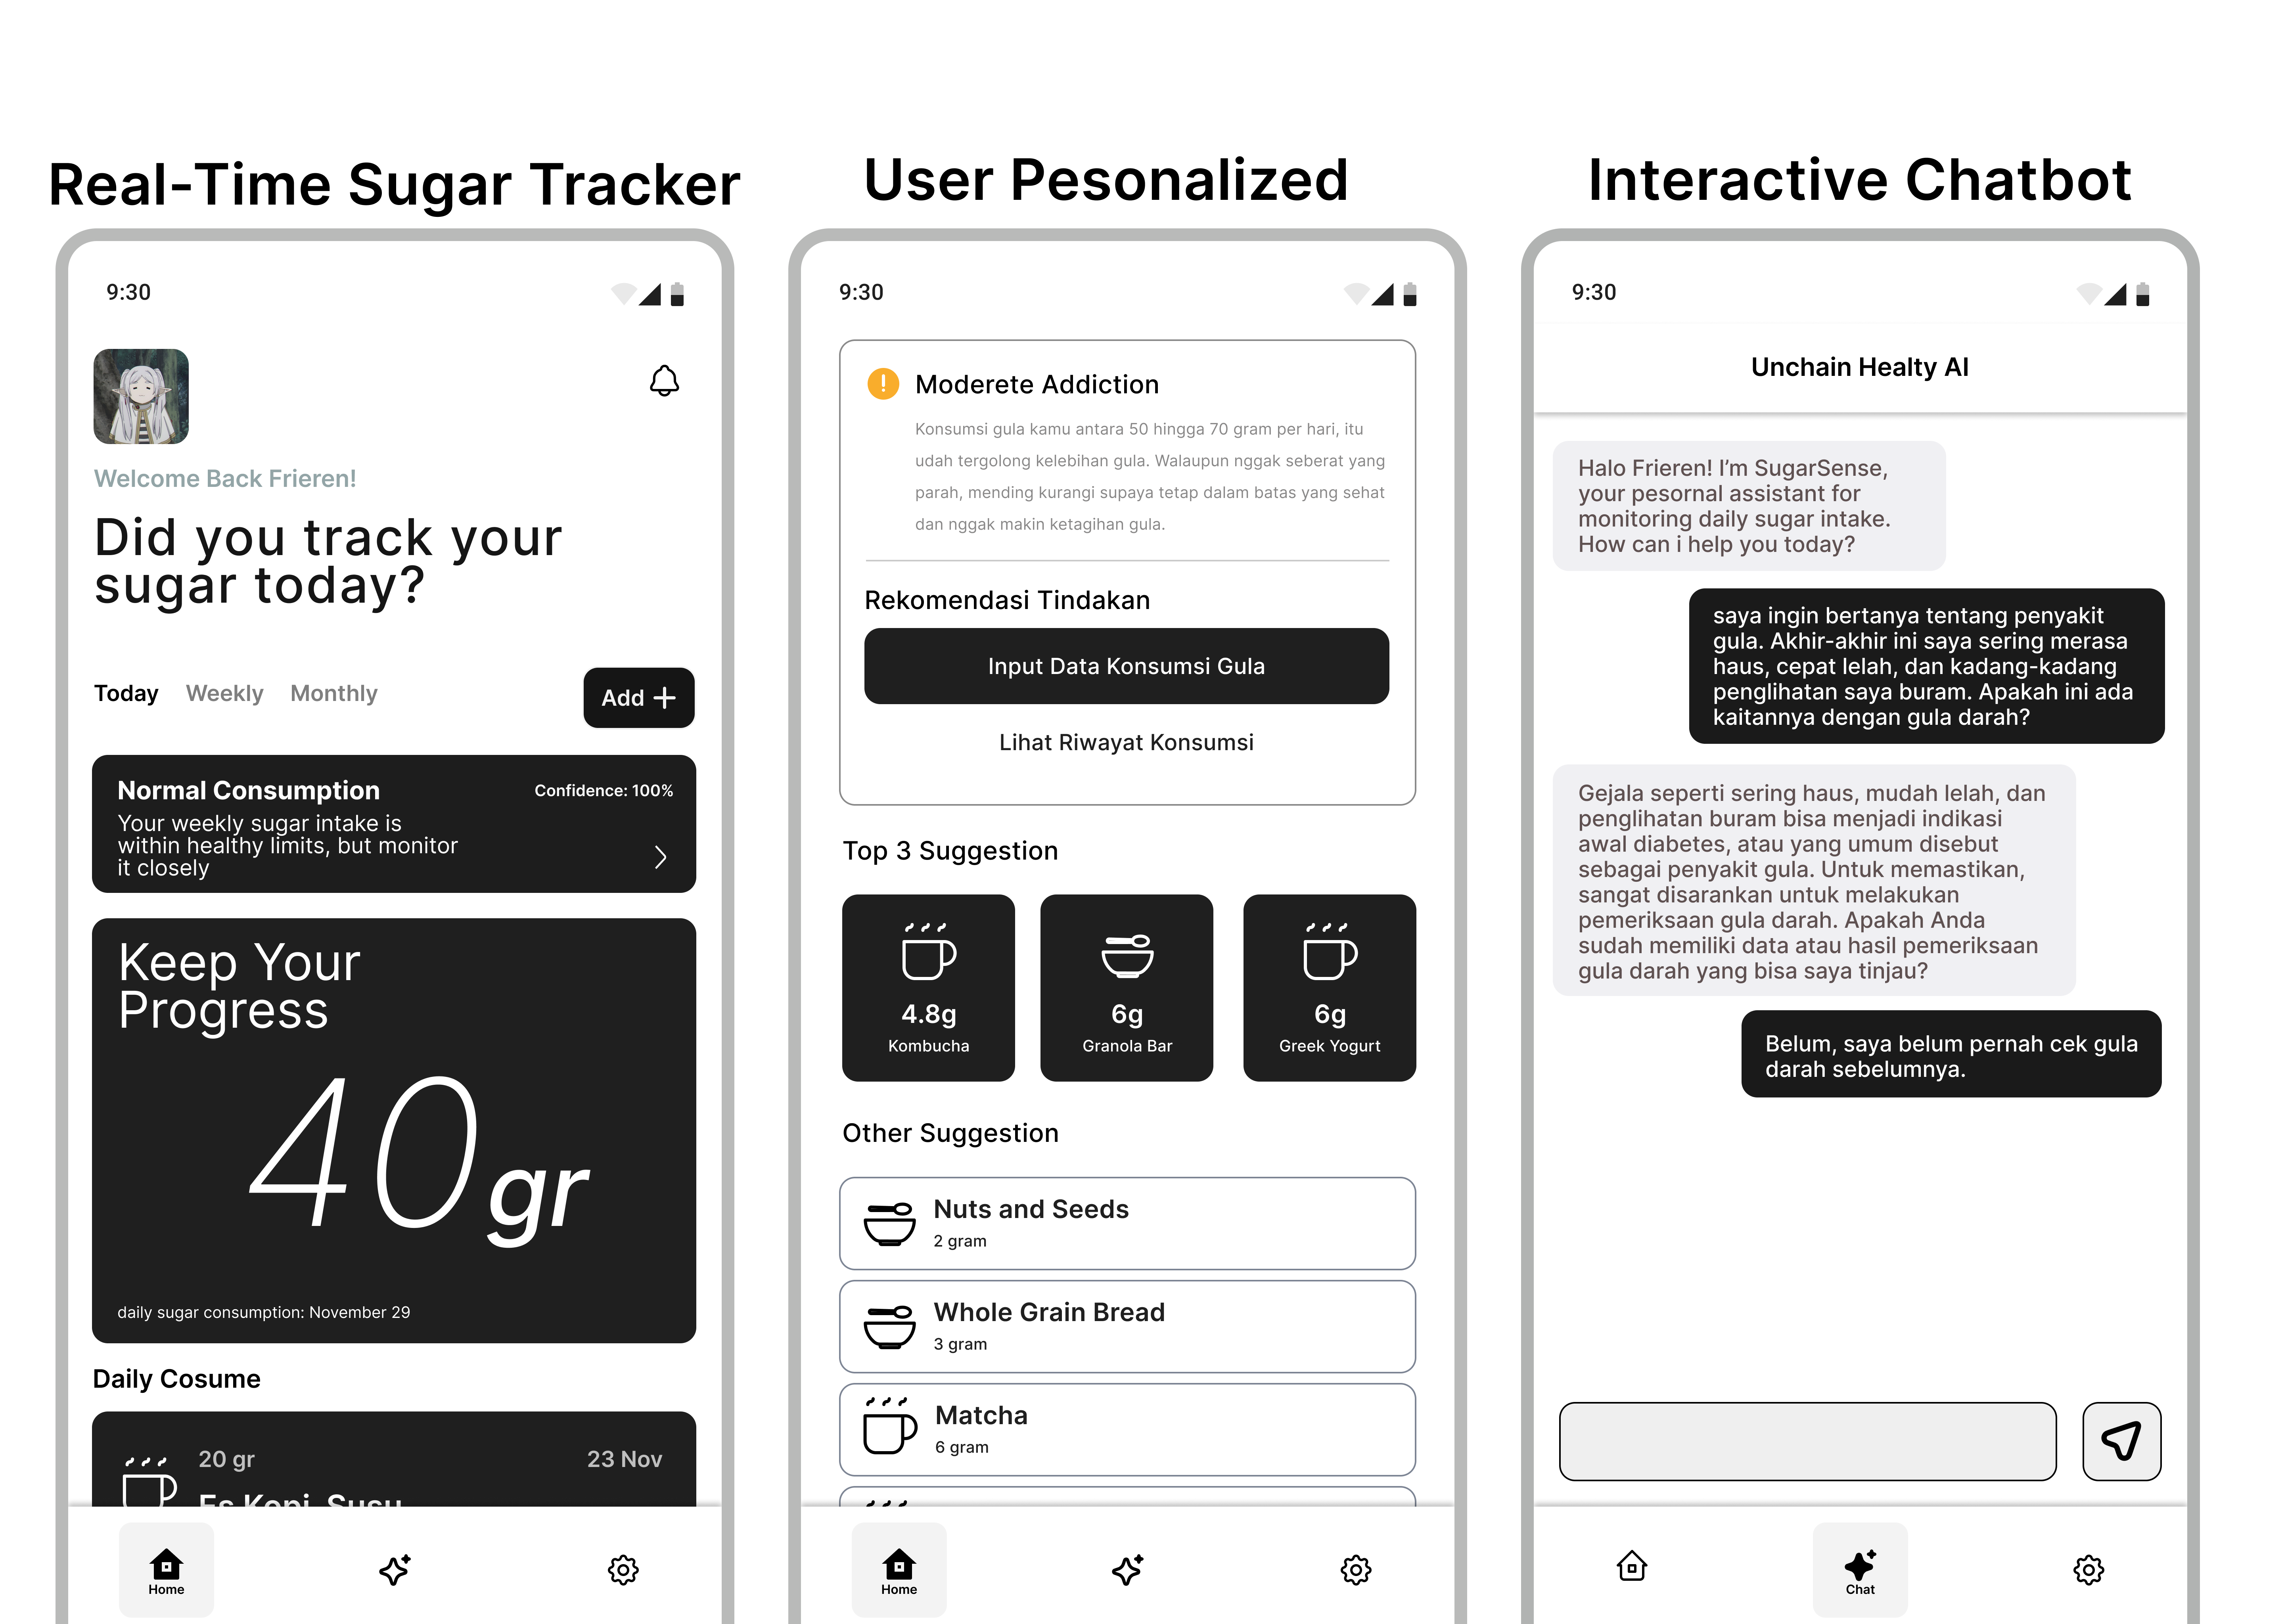 Real-Time Sugar Tracker
9:30
Welcome Back Frieren!
Did you track your
sugar today?
Today Weekly Monthly
Add +
Normal Consumption
Confidence: 100%
Your weekly sugar intake is
within healthy limits, but monitor
it closely
Keep Your
Progress
40 gr
daily sugar consumption: November 29
Daily Cosume
20 gr
23 Nov
Es Kopi Susu
Home
User Pesonalized
9:30
Moderete Addiction
Konsumsi gula kamu antara 50 hingga 70 gram per hari, itu
udah tergolong kelebihan gula. Walaupun nggak seberat yang
parah, mending kurangi supaya tetap dalam batas yang sehat
dan nggak makin ketagihan gula.
Rekomendasi Tindakan
Input Data Konsumsi Gula
Lihat Riwayat Konsumsi
Top 3 Suggestion
4.8g
Kombucha
6g
Granola Bar
6g
Greek Yogurt
Other Suggestion
Nuts and Seeds
2 gram
Whole Grain Bread
3 gram
Matcha
6 gram
Home
Interactive Chatbot
9:30
Unchain Healty AI
Halo Frieren! I’m SugarSense,
your pesornal assistant for
monitoring daily sugar intake.
How can i help you today?
saya ingin bertanya tentang penyakit
gula. Akhir-akhir ini saya sering merasa
haus, cepat lelah, dan kadang-kadang
penglihatan saya buram. Apakah ini ada
kaitannya dengan gula darah?
Gejala seperti sering haus, mudah lelah, dan
penglihatan buram bisa menjadi indikasi
awal diabetes, atau yang umum disebut
sebagai penyakit gula. Untuk memastikan,
sangat disarankan untuk melakukan
pemeriksaan gula darah. Apakah Anda
sudah memiliki data atau hasil pemeriksaan
gula darah yang bisa saya tinjau?
Belum, saya belum pernah cek gula
darah sebelumnya.
Chat